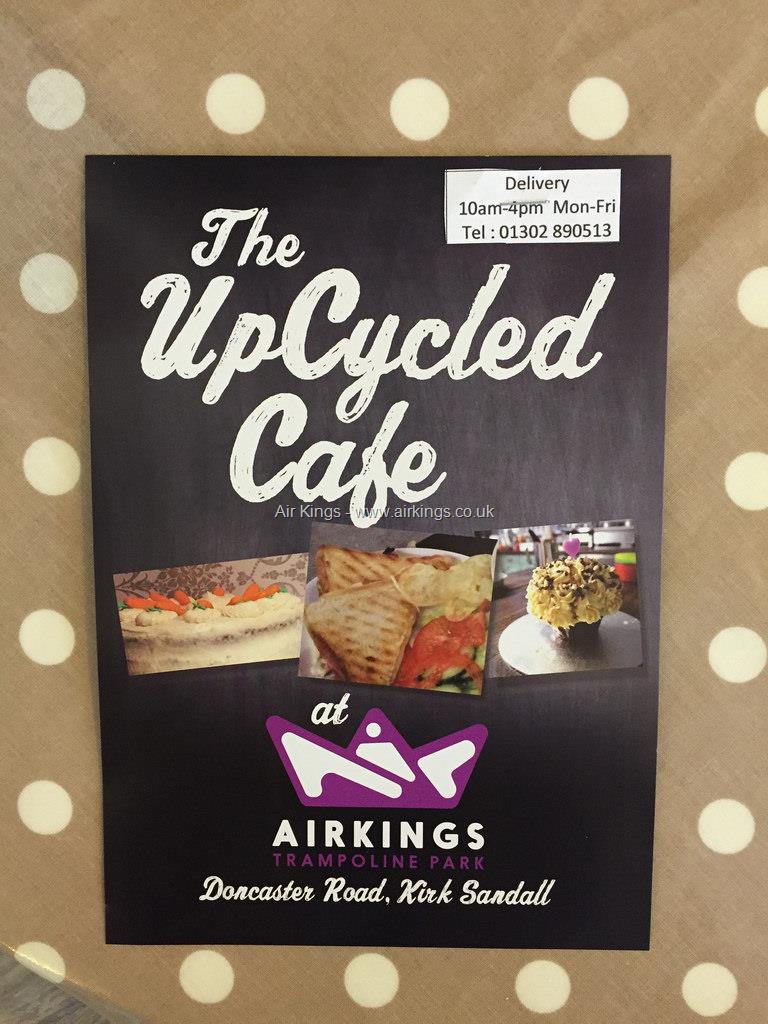 Delivery
10am-4pm Mon-Fri
Tel : 01302 890513
The
UpCycled
Cafe
Air Kings - www.airkings.co.uk
at
Air
AIRKINGS
TRAMPOLINE PARK
Doncaster Road, Kirk Sandall